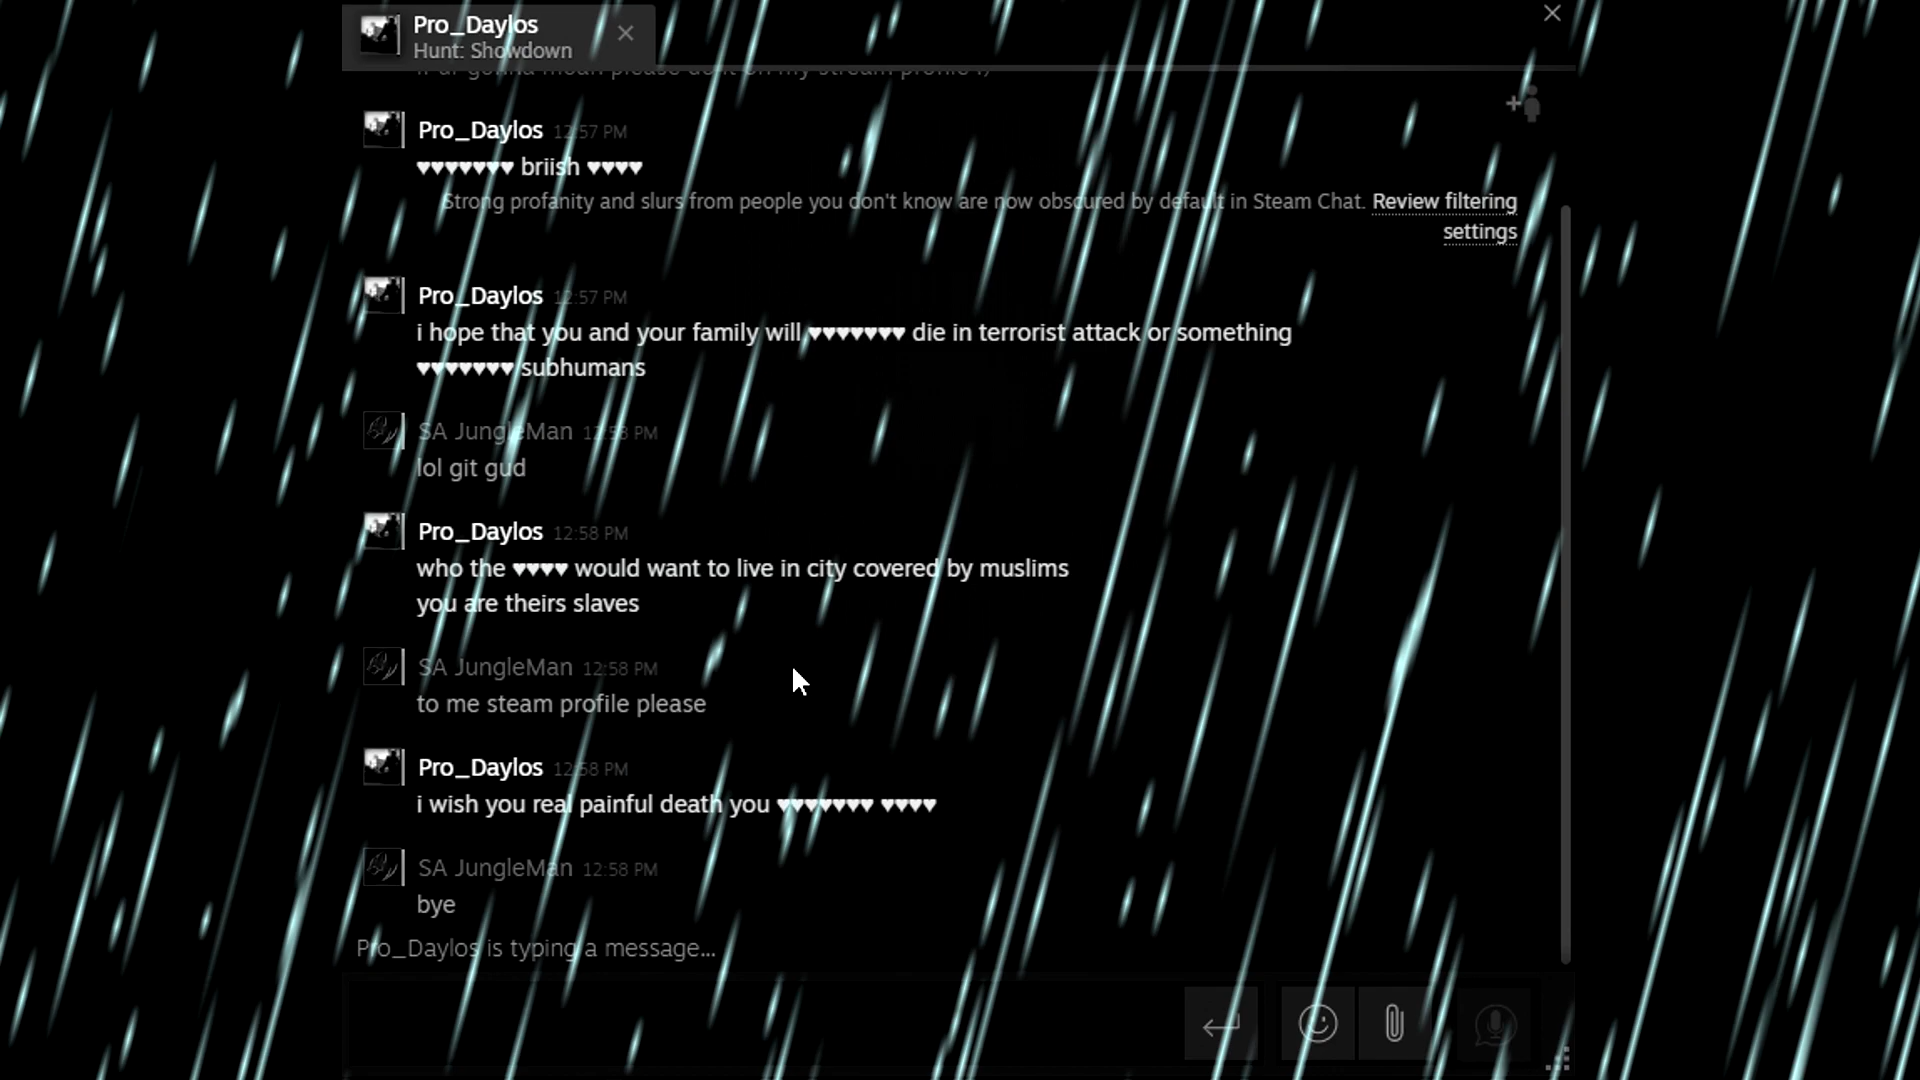 Pro_Daylos
Hunt: Showdown
Pro_Daylos 12:57 PM
♥♥♥♥♥♥♥ briish ♥♥♥♥
Strong profanity and slurs from people you don't know are now obscured by default in Steam Chat. Review filtering
settings
Pro_Daylos 12:57 PM
i hope that you and your family will ♥♥♥♥♥♥♥ die in terrorist attack or something
♥♥♥♥♥♥♥ subhumans
SA JungleMan 12:58 PM
lol git gud
Pro_Daylos 12:58 PM
who the ♥♥♥♥ would want to live in city covered by muslims
you are theirs slaves
SA JungleMan 12:58 PM
to me steam profile please
Pro_Daylos 12:58 PM
i wish you real painful death you ♥♥♥♥♥♥♥ ♥♥♥♥
SA JungleMan 12:58 PM
bye
Pro_Daylos is typing a message...